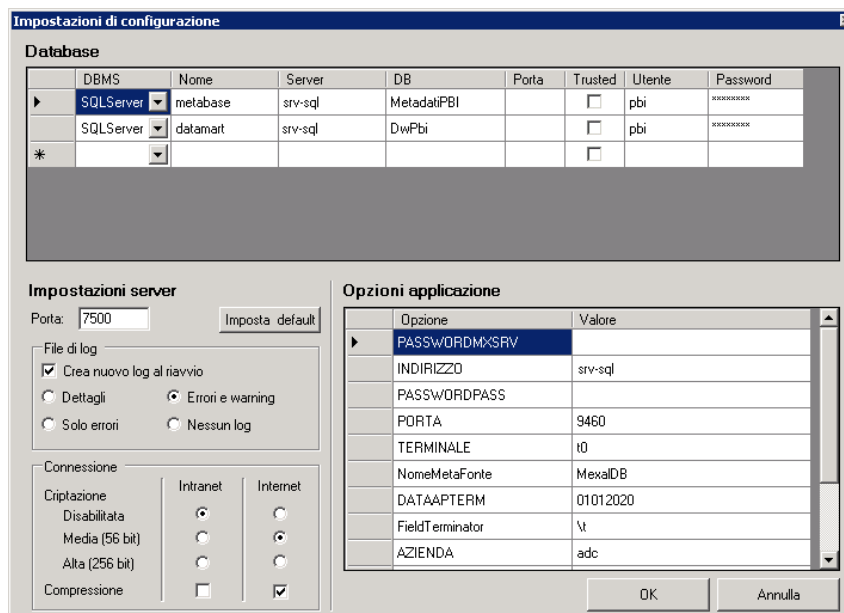 Impostazioni di configurazione
Database
DBMS Nome Server DB Porta Trusted Utente Password
SQLServer metabase srv-sql MetadatiPBI pbi ********
SQLServer datamart srv-sql DwPbi pbi ********
*
Impostazioni server
Porta: 7500 Imposta default
File di log
Crea nuovo log al riavvio
Dettagli Errori e warning
Solo errori Nessun log
Connessione
Criptazione Intranet Internet
Disabilitata
Media (56 bit)
Alta (256 bit)
Compressione
Opzioni applicazione
Opzione Valore
PASSWORDMXSRV
INDIRIZZO srv-sql
PASSWORDPASS
PORTA 9460
TERMINALE t0
NomeMetaFonte MexalDB
DATAAPTERM 01012020
FieldTerminator \t
AZIENDA adc
OK Annulla